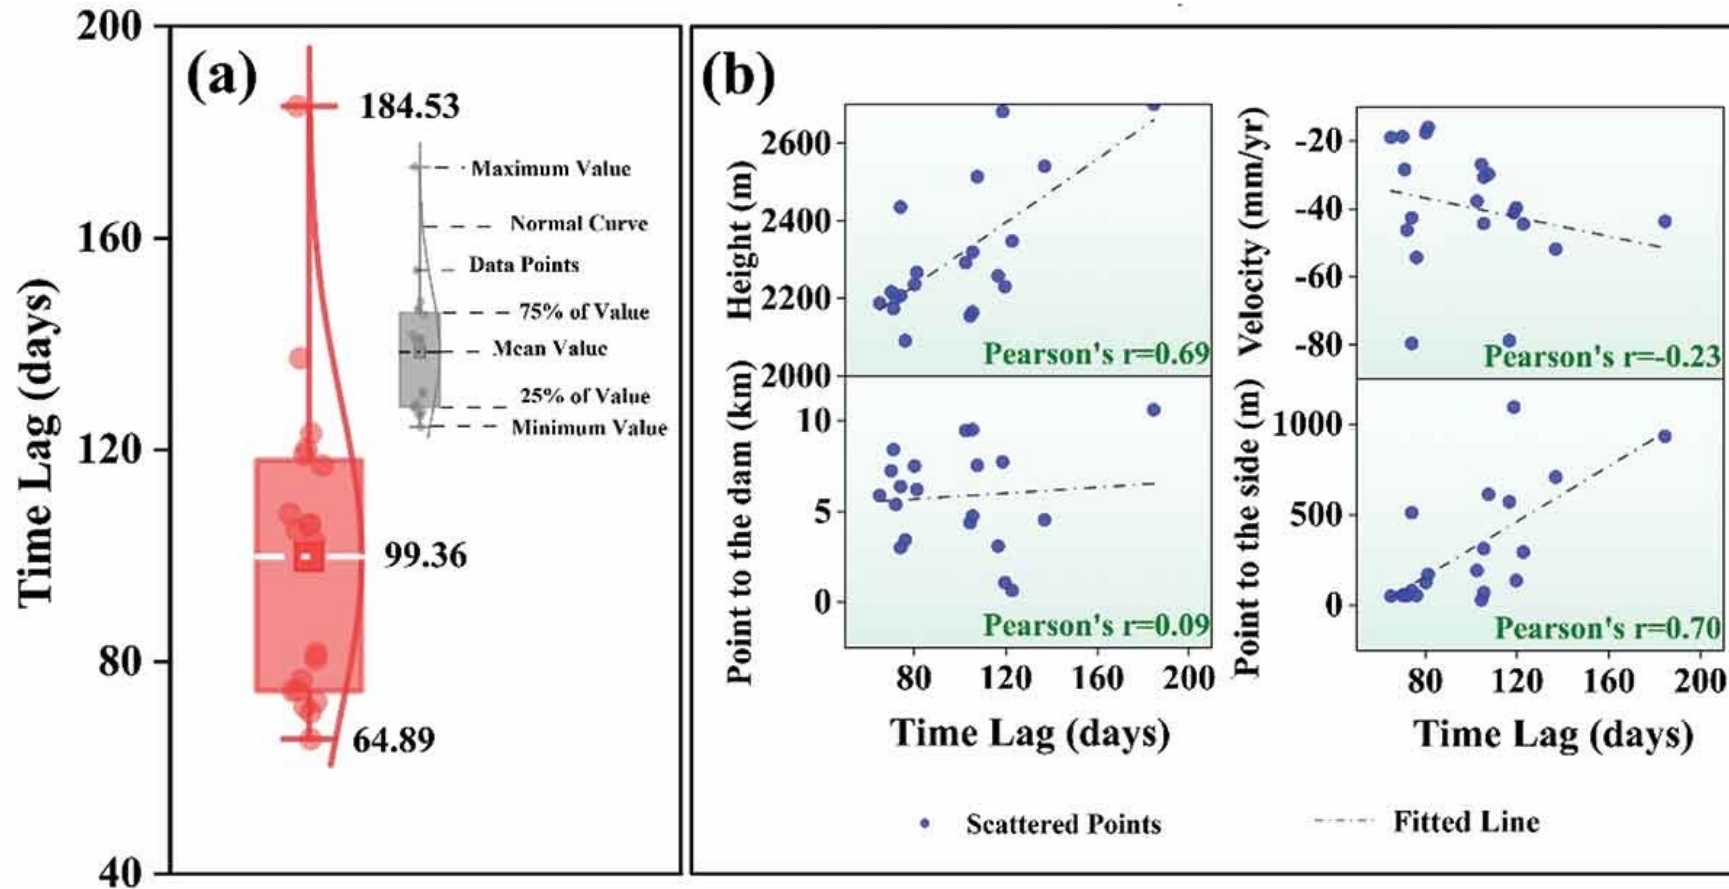 (a)
Time Lag (days)
200
160
120
80
40
184.53
99.36
64.89
Maximum Value
Normal Curve
Data Points
75% of Value
Mean Value
25% of Value
Minimum Value
(b)
Height (m)
2600
2400
2200
2000
Pearson's r=0.69
Velocity (mm/yr)
-20
-40
-60
-80
Pearson's r=-0.23
Point to the dam (km)
10
5
0
Pearson's r=0.09
80 120 160 200
Time Lag (days)
Point to the side (m)
1000
500
0
Pearson's r=0.70
80 120 160 200
Time Lag (days)
Scattered Points
Fitted Line